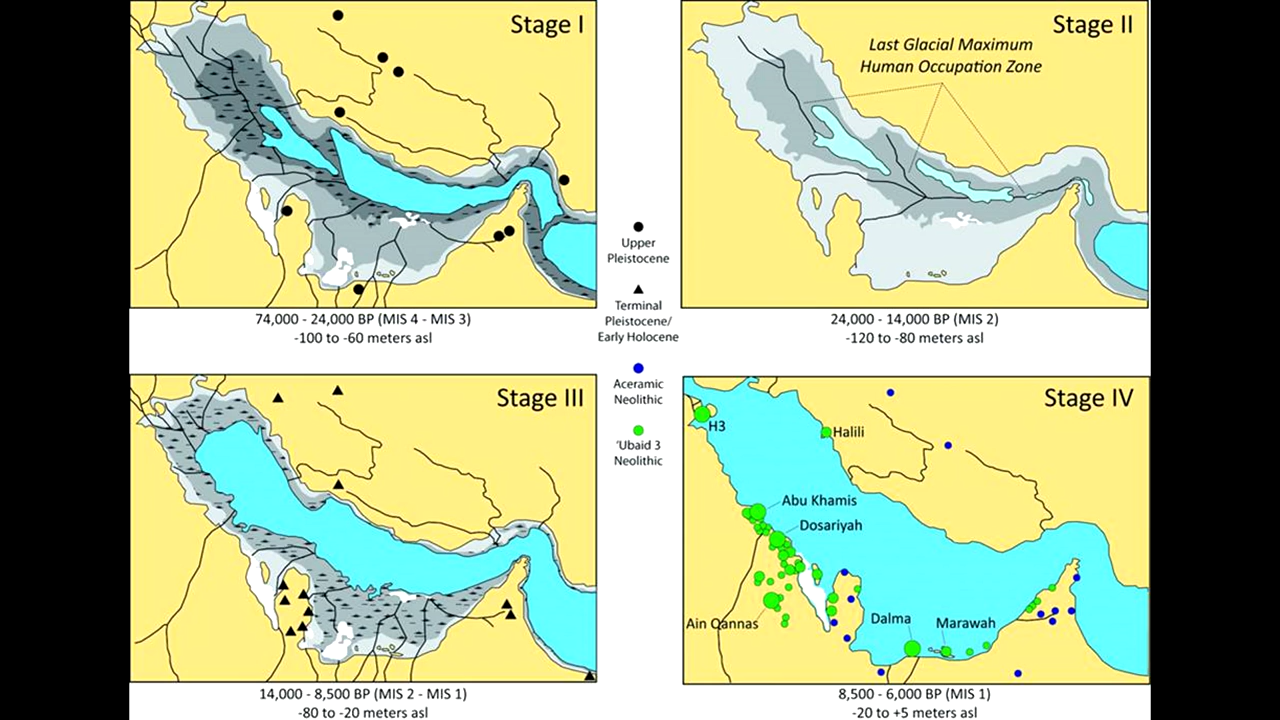 Stage I
74,000 - 24,000 BP (MIS 4 - MIS 3)
-100 to -60 meters asl
Stage II
Last Glacial Maximum
Human Occupation Zone
24,000 - 14,000 BP (MIS 2)
-120 to -80 meters asl
Upper
Pleistocene
Terminal
Pleistocene/
Early Holocene
Aceramic
Neolithic
'Ubaid 3
Neolithic
Stage III
14,000 - 8,500 BP (MIS 2 - MIS 1)
-80 to -20 meters asl
Stage IV
H3
Halili
Abu Khamis
Dosariyah
Ain Qannas
Dalma
Marawah
8,500 - 6,000 BP (MIS 1)
-20 to +5 meters asl